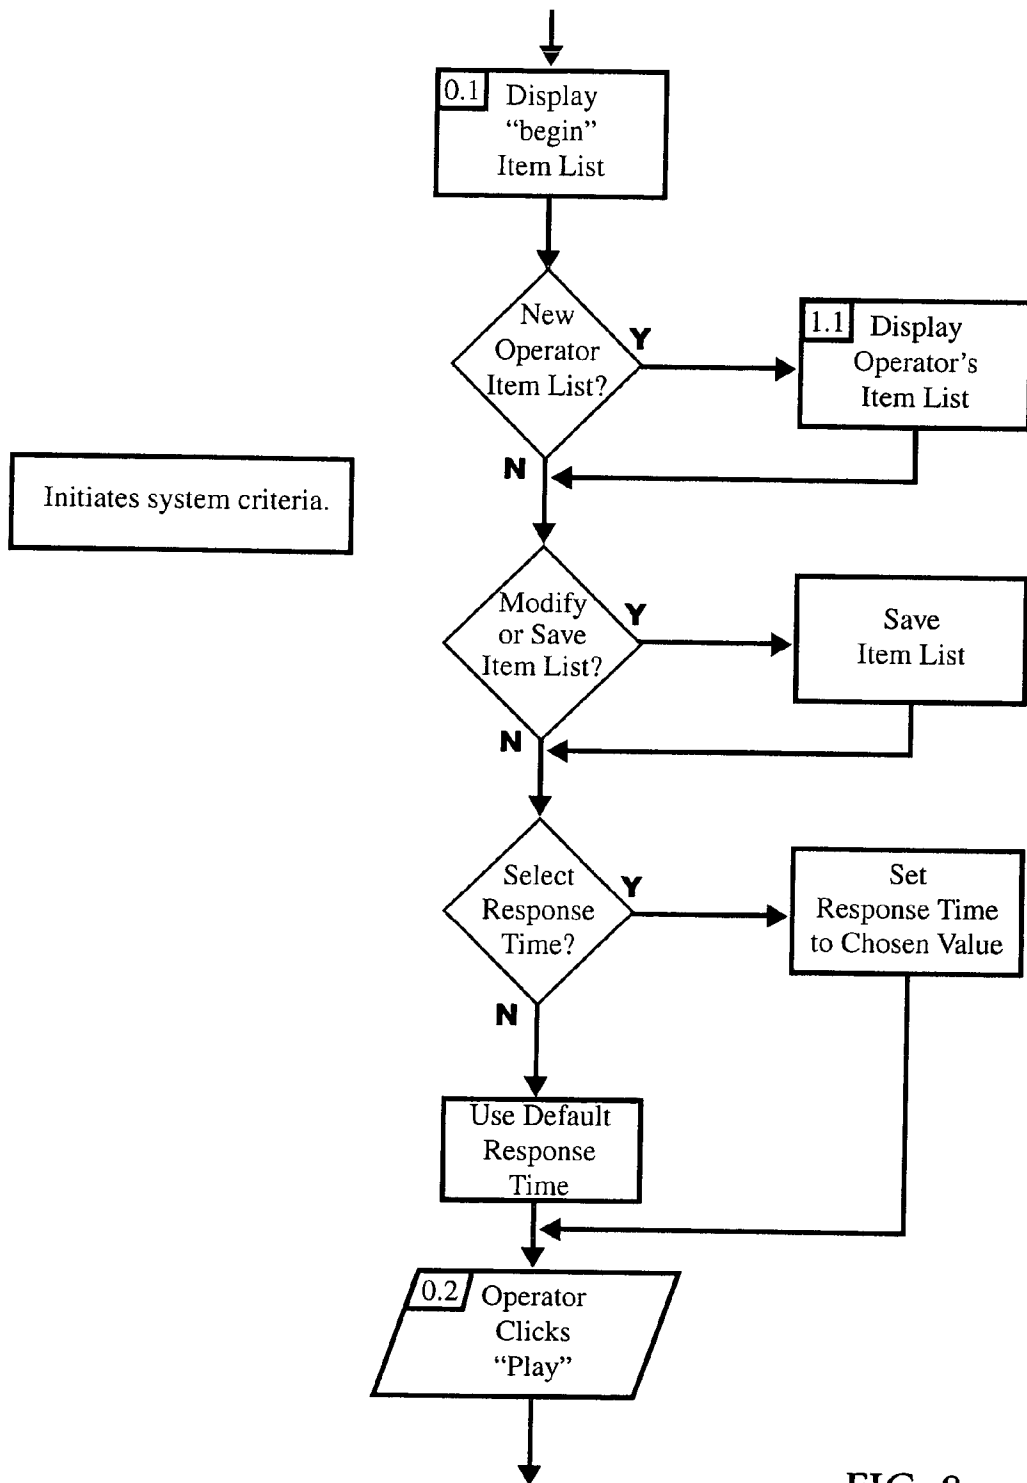 0.1 Display
“begin”
Item List
New
Operator
Item List?
Y
1.1 Display
Operator’s
Item List
N
Initiates system criteria.
Modify
or Save
Item List?
Y
Save
Item List
N
Select
Response
Time?
Y
Set
Response Time
to Chosen Value
N
Use Default
Response
Time
0.2 Operator
Clicks
“Play”